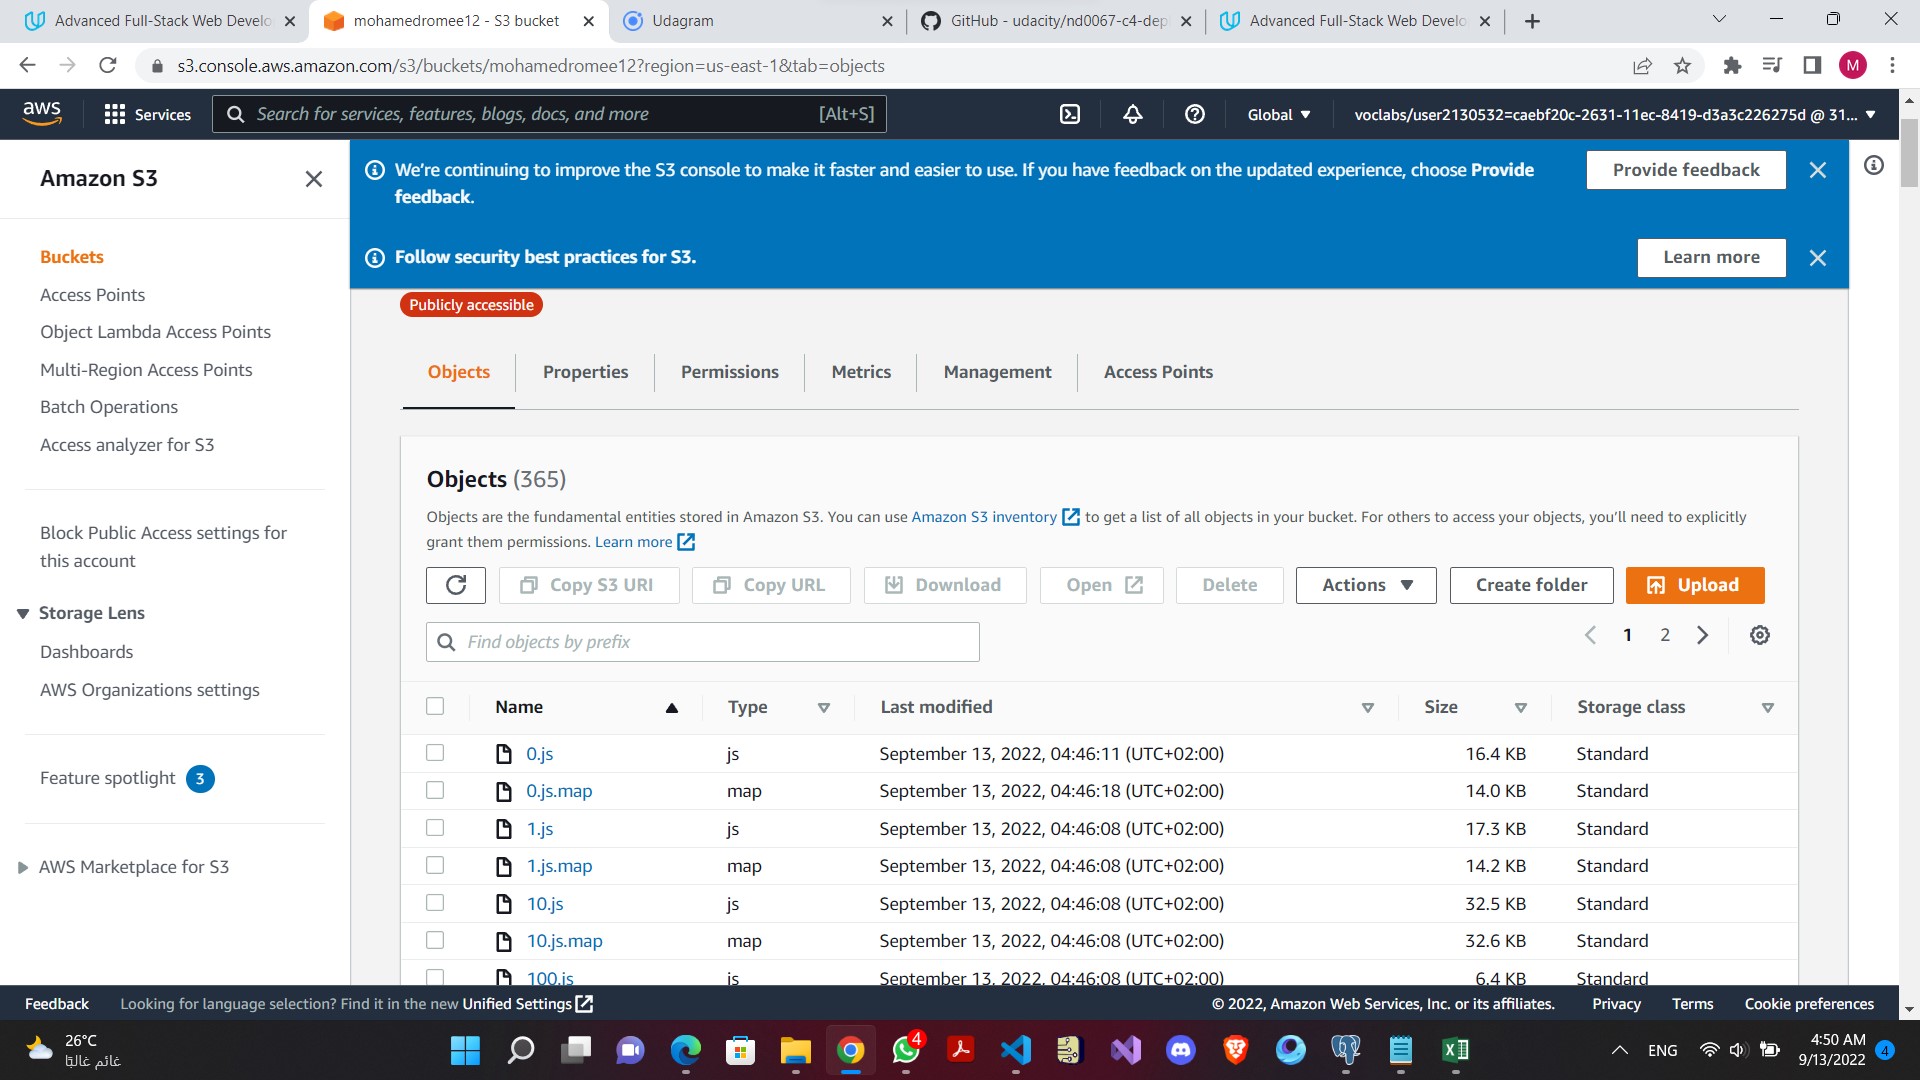 Advanced Full-Stack Web Develo
mohamedromee12 - S3 bucket
Udagram
GitHub - udacity/nd0067-c4-dep
Advanced Full-Stack Web Develo
s3.console.aws.amazon.com/s3/buckets/mohamedromee12?region=us-east-1&tab=objects
M
aws
Services
Search for services, features, blogs, docs, and more
[Alt+S]
Global
voclabs/user2130532=caebf20c-2631-11ec-8419-d3a3c226275d @ 31...
Amazon S3
Buckets
Access Points
Object Lambda Access Points
Multi-Region Access Points
Batch Operations
Access analyzer for S3
Block Public Access settings for
this account
Storage Lens
Dashboards
AWS Organizations settings
Feature spotlight 3
AWS Marketplace for S3
We're continuing to improve the S3 console to make it faster and easier to use. If you have feedback on the updated experience, choose Provide
feedback.
Provide feedback
Follow security best practices for S3.
Learn more
Publicly accessible
Objects
Properties
Permissions
Metrics
Management
Access Points
Objects (365)
Objects are the fundamental entities stored in Amazon S3. You can use Amazon S3 inventory to get a list of all objects in your bucket. For others to access your objects, you'll need to explicitly
grant them permissions. Learn more
Copy S3 URI
Copy URL
Download
Open
Delete
Actions
Create folder
Upload
Find objects by prefix
1 2
Name Type Last modified Size Storage class
0.js js September 13, 2022, 04:46:11 (UTC+02:00) 16.4 KB Standard
0.js.map map September 13, 2022, 04:46:18 (UTC+02:00) 14.0 KB Standard
1.js js September 13, 2022, 04:46:08 (UTC+02:00) 17.3 KB Standard
1.js.map map September 13, 2022, 04:46:08 (UTC+02:00) 14.2 KB Standard
10.js js September 13, 2022, 04:46:08 (UTC+02:00) 32.5 KB Standard
10.js.map map September 13, 2022, 04:46:08 (UTC+02:00) 32.6 KB Standard
100.js js September 13, 2022, 04:46:08 (UTC+02:00) 6.4 KB Standard
Feedback
Looking for language selection? Find it in the new Unified Settings
© 2022, Amazon Web Services, Inc. or its affiliates.
Privacy
Terms
Cookie preferences
26°C
غائم غالبًا
4
ENG
4:50 AM
9/13/2022
4